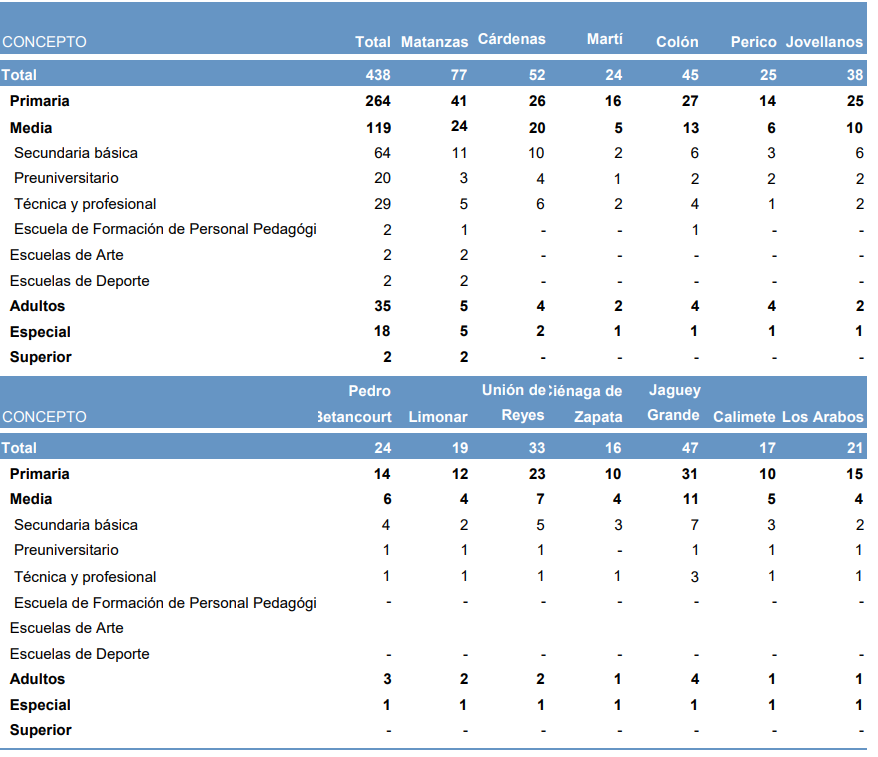 CONCEPTO Total Matanzas Cárdenas Martí Colón Perico Jovellanos
Total 438 77 52 24 45 25 38
Primaria 264 41 26 16 27 14 25
Media 119 24 20 5 13 6 10
Secundaria básica 64 11 10 2 6 3 6
Preuniversitario 20 3 4 1 2 2 2
Técnica y profesional 29 5 6 2 4 1 2
Escuela de Formación de Personal Pedagógi 2 1 - - 1 - -
Escuelas de Arte 2 2 - - - - -
Escuelas de Deporte 2 2 - - - - -
Adultos 35 5 4 2 4 4 2
Especial 18 5 2 1 1 1 1
Superior 2 2 - - - - -
Pedro Unión de Ciénaga de Jaguey
CONCEPTO Betancourt Limonar Reyes Zapata Grande Calimete Los Arabos
Total 24 19 33 16 47 17 21
Primaria 14 12 23 10 31 10 15
Media 6 4 7 4 11 5 4
Secundaria básica 4 2 5 3 7 3 2
Preuniversitario 1 1 1 - 1 1 1
Técnica y profesional 1 1 1 1 3 1 1
Escuela de Formación de Personal Pedagógi - - - - - - -
Escuelas de Arte
Escuelas de Deporte - - - - - - -
Adultos 3 2 2 1 4 1 1
Especial 1 1 1 1 1 1 1
Superior - - - - - - -